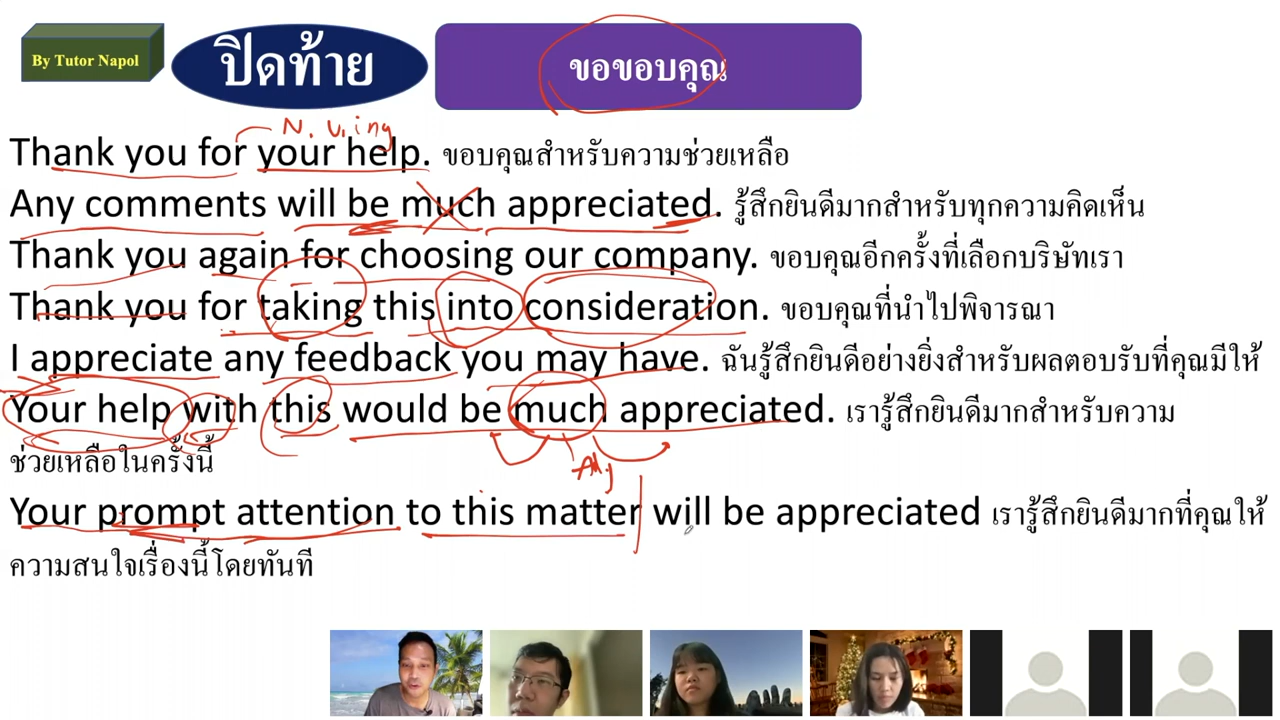 By Tutor Napol
ปิดท้าย
ขอขอบคุณ
N. V. ing
Thank you for your help. ขอบคุณสำหรับความช่วยเหลือ
Any comments will be much appreciated. รู้สึกยินดีมากสำหรับทุกความคิดเห็น
Thank you again for choosing our company. ขอบคุณอีกครั้งที่เลือกบริษัทเรา
Thank you for taking this into consideration. ขอบคุณที่นำไปพิจารณา
I appreciate any feedback you may have. ฉันรู้สึกยินดีอย่างยิ่งสำหรับผลตอบรับที่คุณมีให้
Your help with this would be much appreciated. เรารู้สึกยินดีมากสำหรับความ
ช่วยเหลือในครั้งนี้
Your prompt attention to this matter will be appreciated เรารู้สึกยินดีมากที่คุณให้
ความสนใจเรื่องนี้โดยทันที